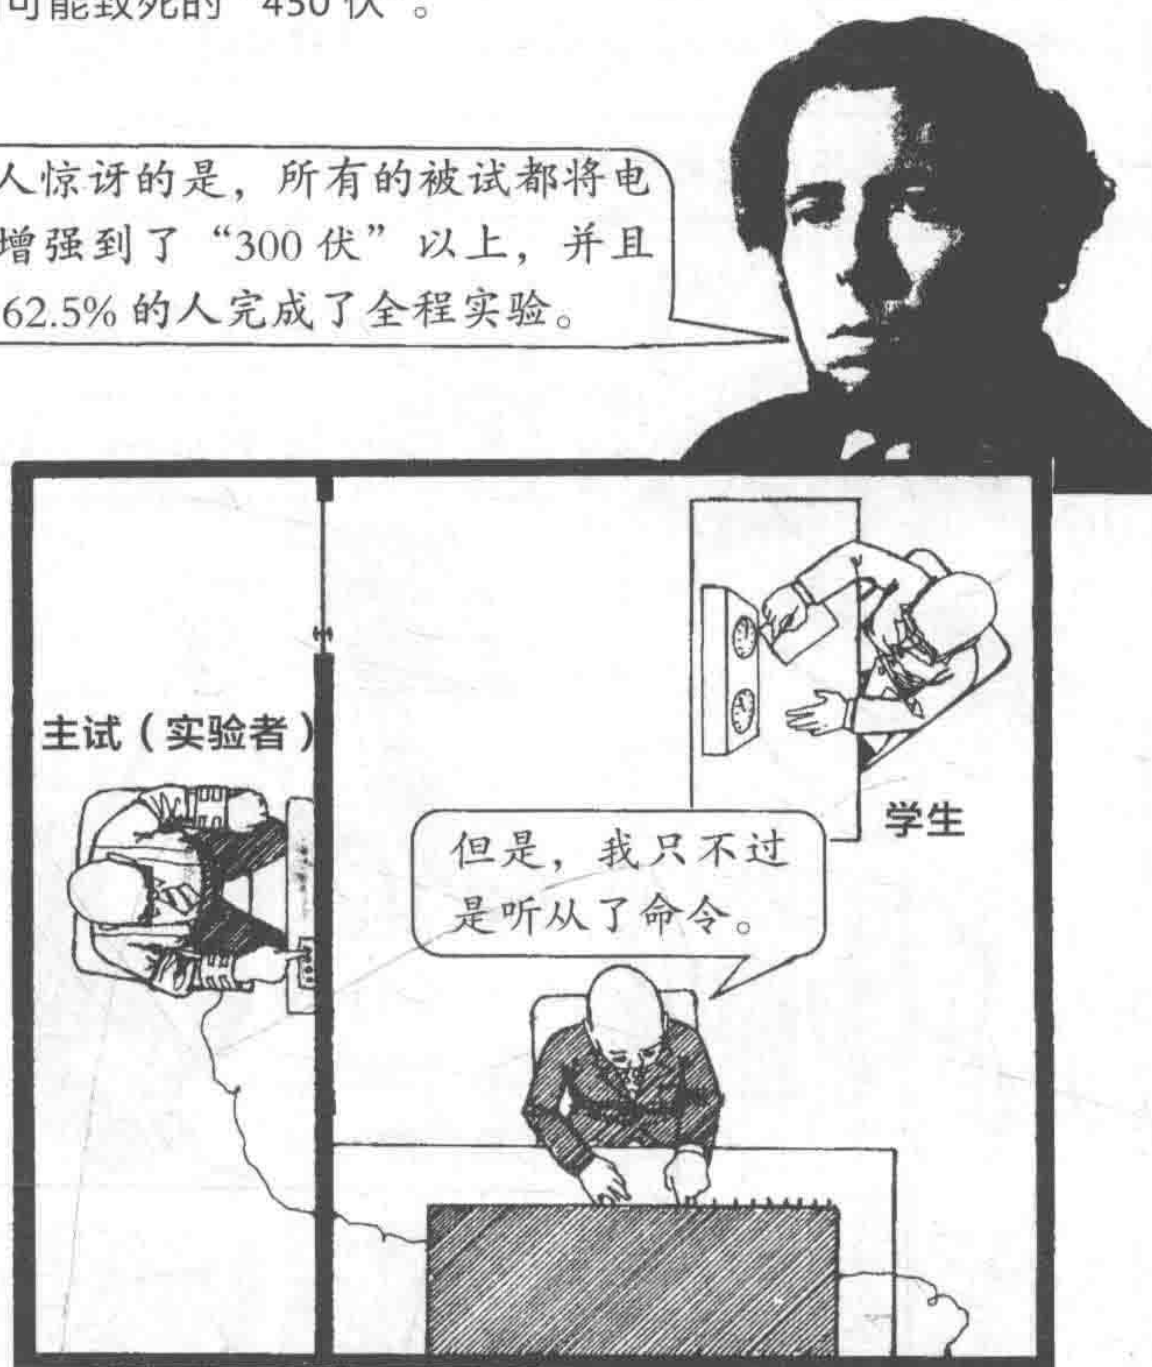 可能致死的“450伏”。
人惊讶的是，所有的被试都将电
增强到了“300伏”以上，并且
62.5%的人完成了全程实验。
主试（实验者）
学生
但是，我只不过
是听从了命令。